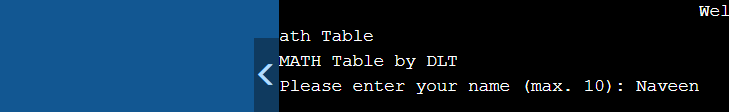 Wel
ath Table
MATH Table by DLT
Please enter your name (max. 10): Naveen